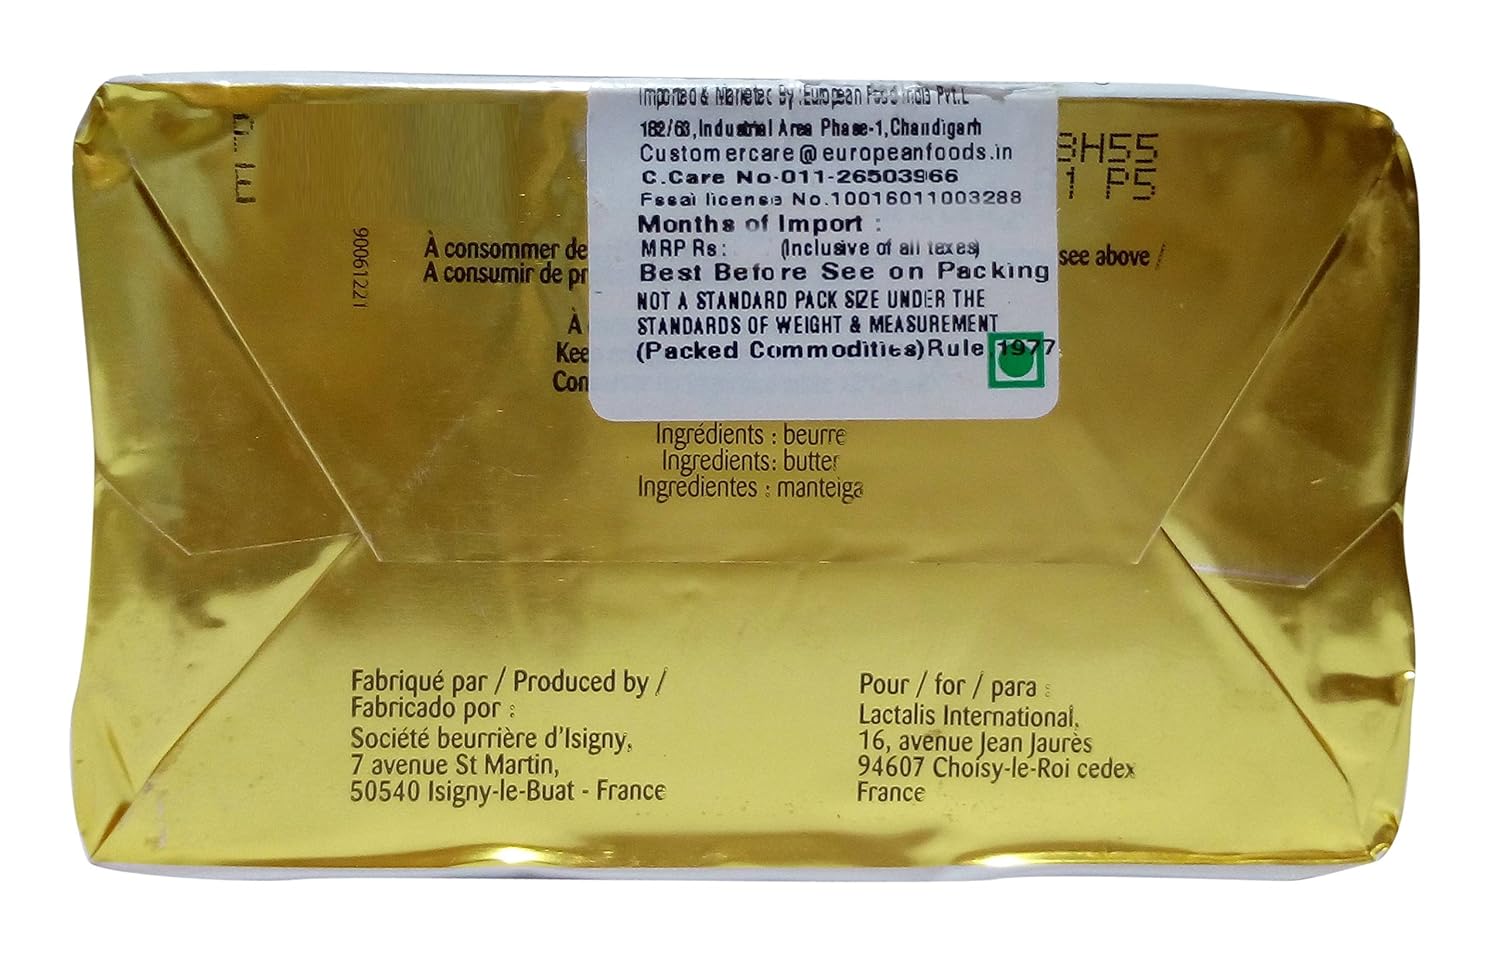 Imported & Marketed By :European Food India Pvt.L
182/63,Industrial Area Phase-1,Chandigarh
Customercare@europeanfoods.in
C.Care No-011-26503966
Fssai license No.10016011003288
Months of Import :
MRP Rs: (Inclusive of all taxes)
Best Before See on Packing
NOT A STANDARD PACK SIZE UNDER THE
STANDARDS OF WEIGHT & MEASUREMENT
(Packed Commodities)Rule,1977
3H55
1 P5
90061221
À consommer de
A consumir de pr
see above /
À
Kee
Con
Ingrédients : beurre
Ingredients: butter
Ingredientes : manteiga
Fabriqué par / Produced by /
Fabricado por :
Société beurrière d'Isigny,
7 avenue St Martin,
50540 Isigny-le-Buat - France
Pour / for / para :
Lactalis International,
16, avenue Jean Jaurès
94607 Choisy-le-Roi cedex
France